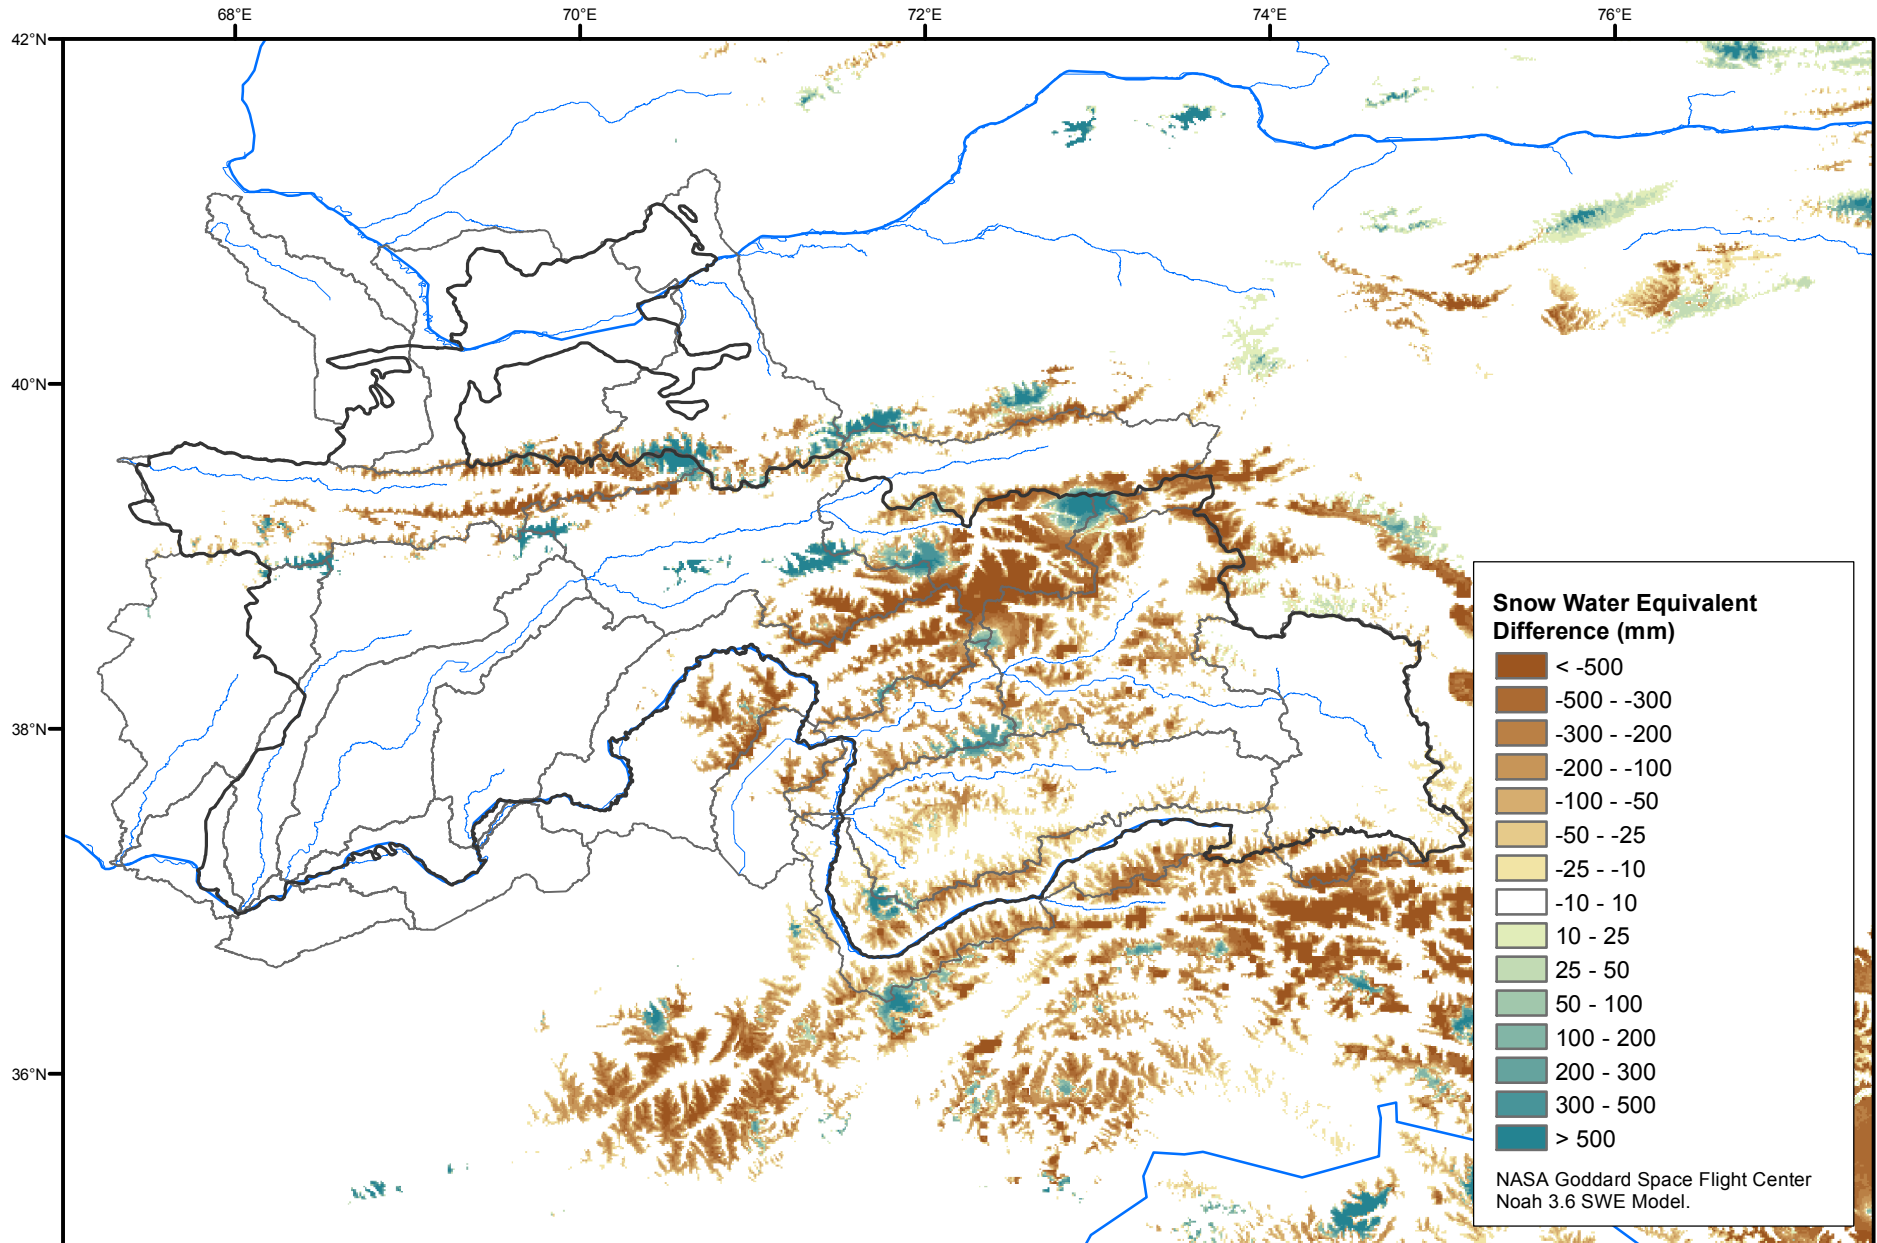 68°E
70°E
72°E
74°E
76°E
42°N
40°N
38°N
36°N
Snow Water Equivalent
Difference (mm)
< -500
-500 - -300
-300 - -200
-200 - -100
-100 - -50
-50 - -25
-25 - -10
-10 - 10
10 - 25
25 - 50
50 - 100
100 - 200
200 - 300
300 - 500
> 500
NASA Goddard Space Flight Center
Noah 3.6 SWE Model.